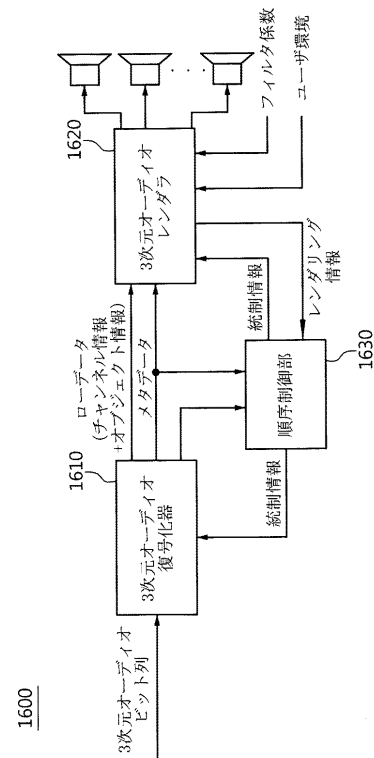 1600
3次元オーディオ
ビット列
1610
3次元オーディオ
復号化器
ローデータ
(チャンネル情報
+オブジェクト情報)
メタデータ
1620
3次元オーディオ
レンダラ
フィルタ係数
ユーザ環境
レンダリング
情報
統制情報
順序制御部
1630
統制情報